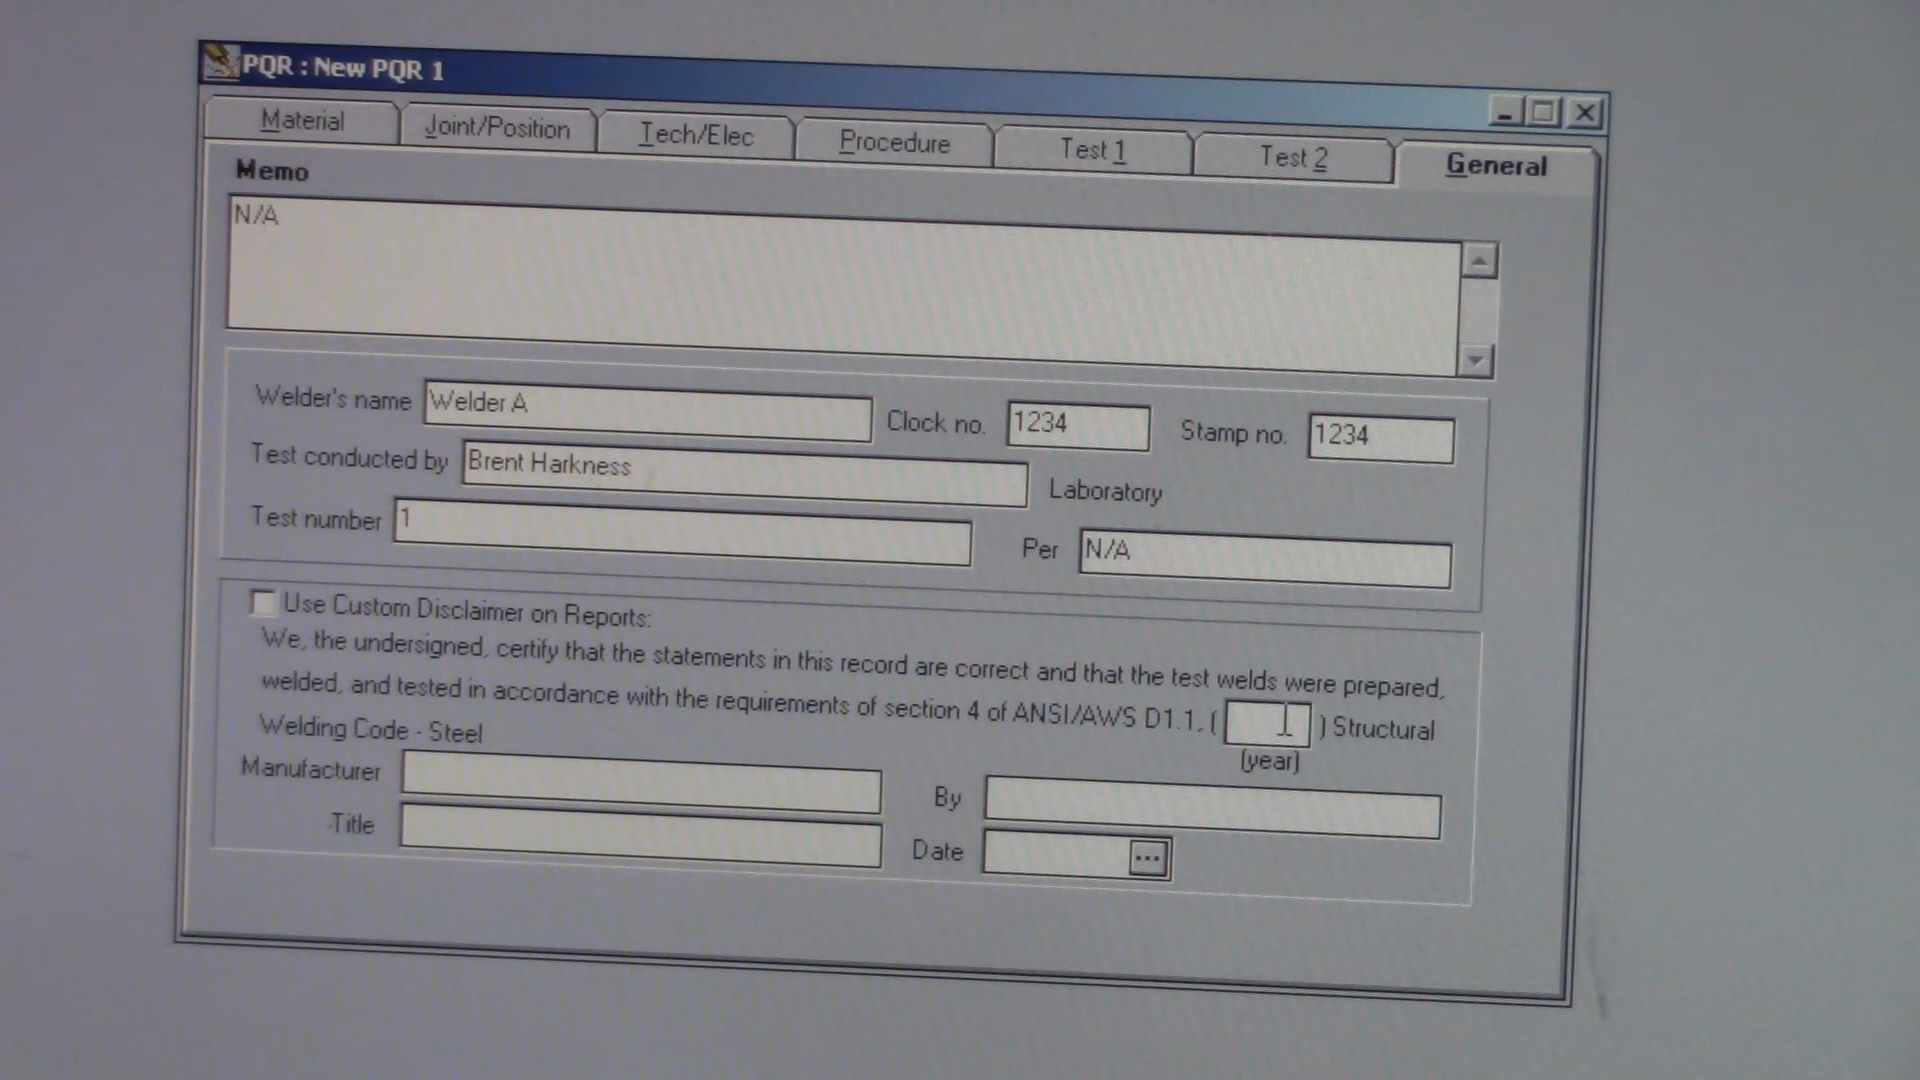 PQR : New PQR 1
Material Joint/Position Tech/Elec Procedure Test 1 Test 2 General
Memo
N/A
Welder's name Welder A Clock no. 1234 Stamp no. 1234
Test conducted by Brent Harkness Laboratory
Test number 1 Per N/A
Use Custom Disclaimer on Reports:
We, the undersigned, certify that the statements in this record are correct and that the test welds were prepared,
welded, and tested in accordance with the requirements of section 4 of ANSI/AWS D1.1, ( ) Structural
(year)
Welding Code - Steel
Manufacturer By
Title Date ...